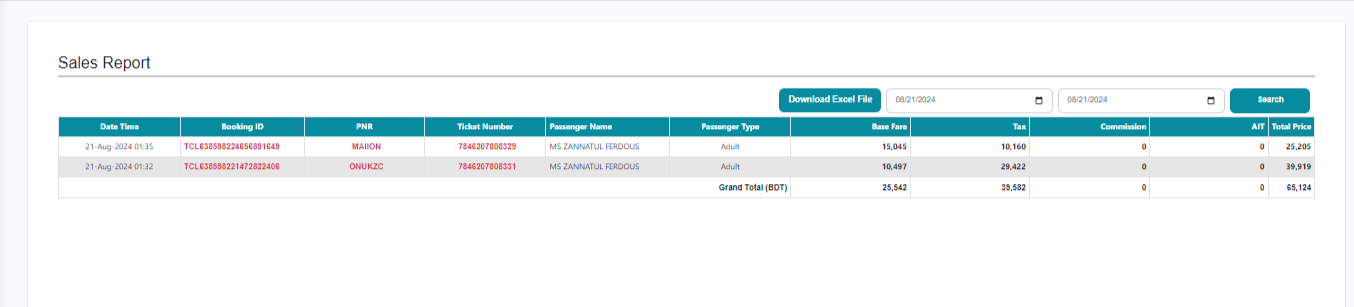 Sales Report
Download Excel File 08/21/2024 08/21/2024 Search
Date Time Booking ID PNR Ticket Number Passenger Name Passenger Type Base Fare Tax Commission AIT Total Price
21-Aug-2024 01:35 TCL638598224656891649 MAIION 7846207808329 MS ZANNATUL FERDOUS Adult 15,045 10,160 0 0 25,205
21-Aug-2024 01:32 TCL638598221472822406 ONUKZC 7846207808331 MS ZANNATUL FERDOUS Adult 10,497 29,422 0 0 39,919
Grand Total (BDT) 25,542 39,582 0 0 65,124